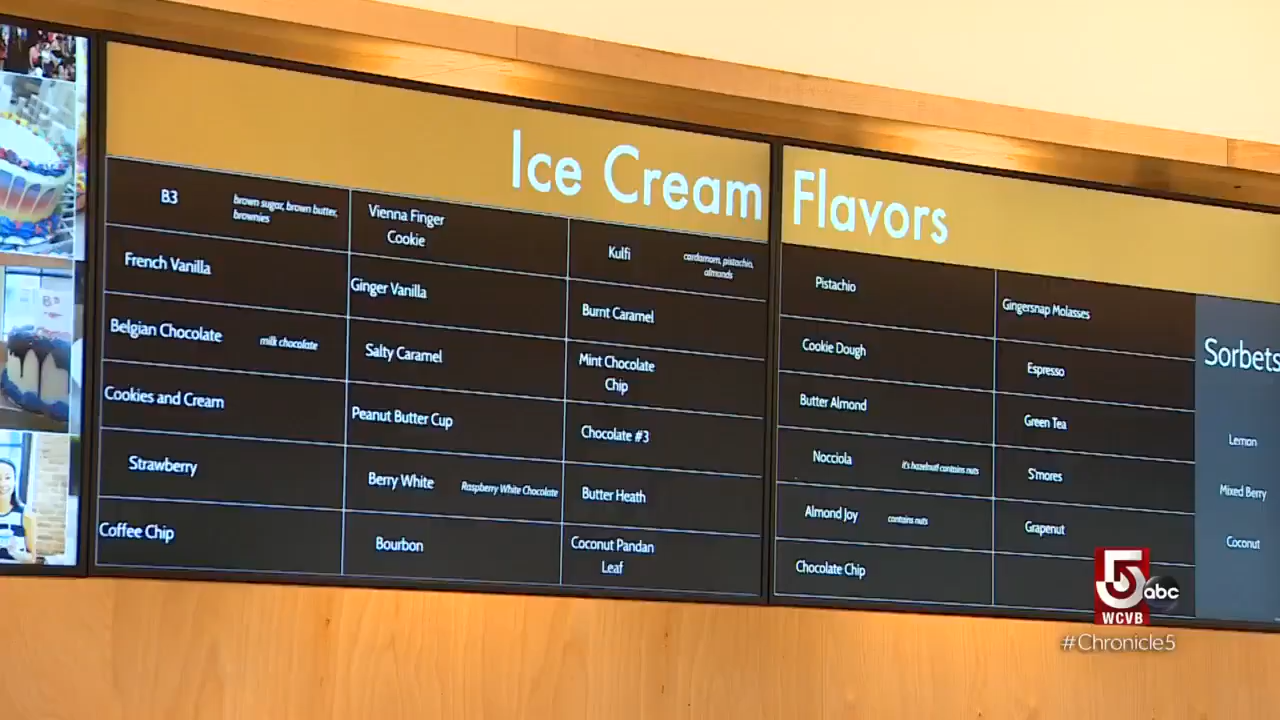 Ice Cream Flavors
B3
brown sugar, brown butter,
brownies
French Vanilla
Belgian Chocolate
milk chocolate
Cookies and Cream
Strawberry
Coffee Chip
Vienna Finger
Cookie
Ginger Vanilla
Salty Caramel
Peanut Butter Cup
Berry White
Raspberry White Chocolate
Bourbon
Kulfi
cardamom, pistachio,
almonds
Burnt Caramel
Mint Chocolate
Chip
Chocolate #3
Butter Heath
Coconut Pandan
Leaf
Pistachio
Cookie Dough
Butter Almond
Nocciola
it's hazelnut! contains nuts
Almond Joy
contains nuts
Chocolate Chip
Gingersnap Molasses
Espresso
Green Tea
S'mores
Grapenut
Sorbets
Lemon
Mixed Berry
Coconut
5 abc
WCVB
#Chronicle5